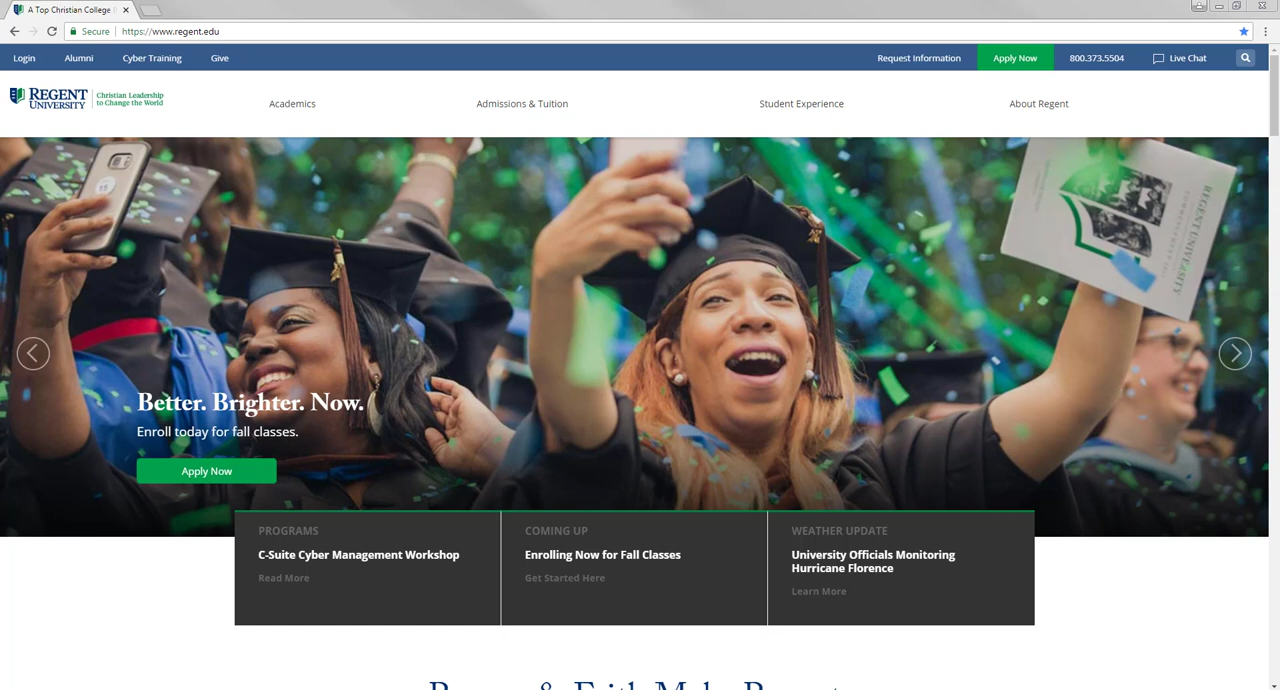 A Top Christian College
Secure
https://www.regent.edu
Login
Alumni
Cyber Training
Give
Request Information
Apply Now
800.373.5504
Live Chat
REGENT
UNIVERSITY
Christian Leadership
to Change the World
Academics
Admissions & Tuition
Student Experience
About Regent
REGENT UNIVERSITY
Better. Brighter. Now.
Enroll today for fall classes.
Apply Now
PROGRAMS
C-Suite Cyber Management Workshop
Read More
COMING UP
Enrolling Now for Fall Classes
Get Started Here
WEATHER UPDATE
University Officials Monitoring
Hurricane Florence
Learn More